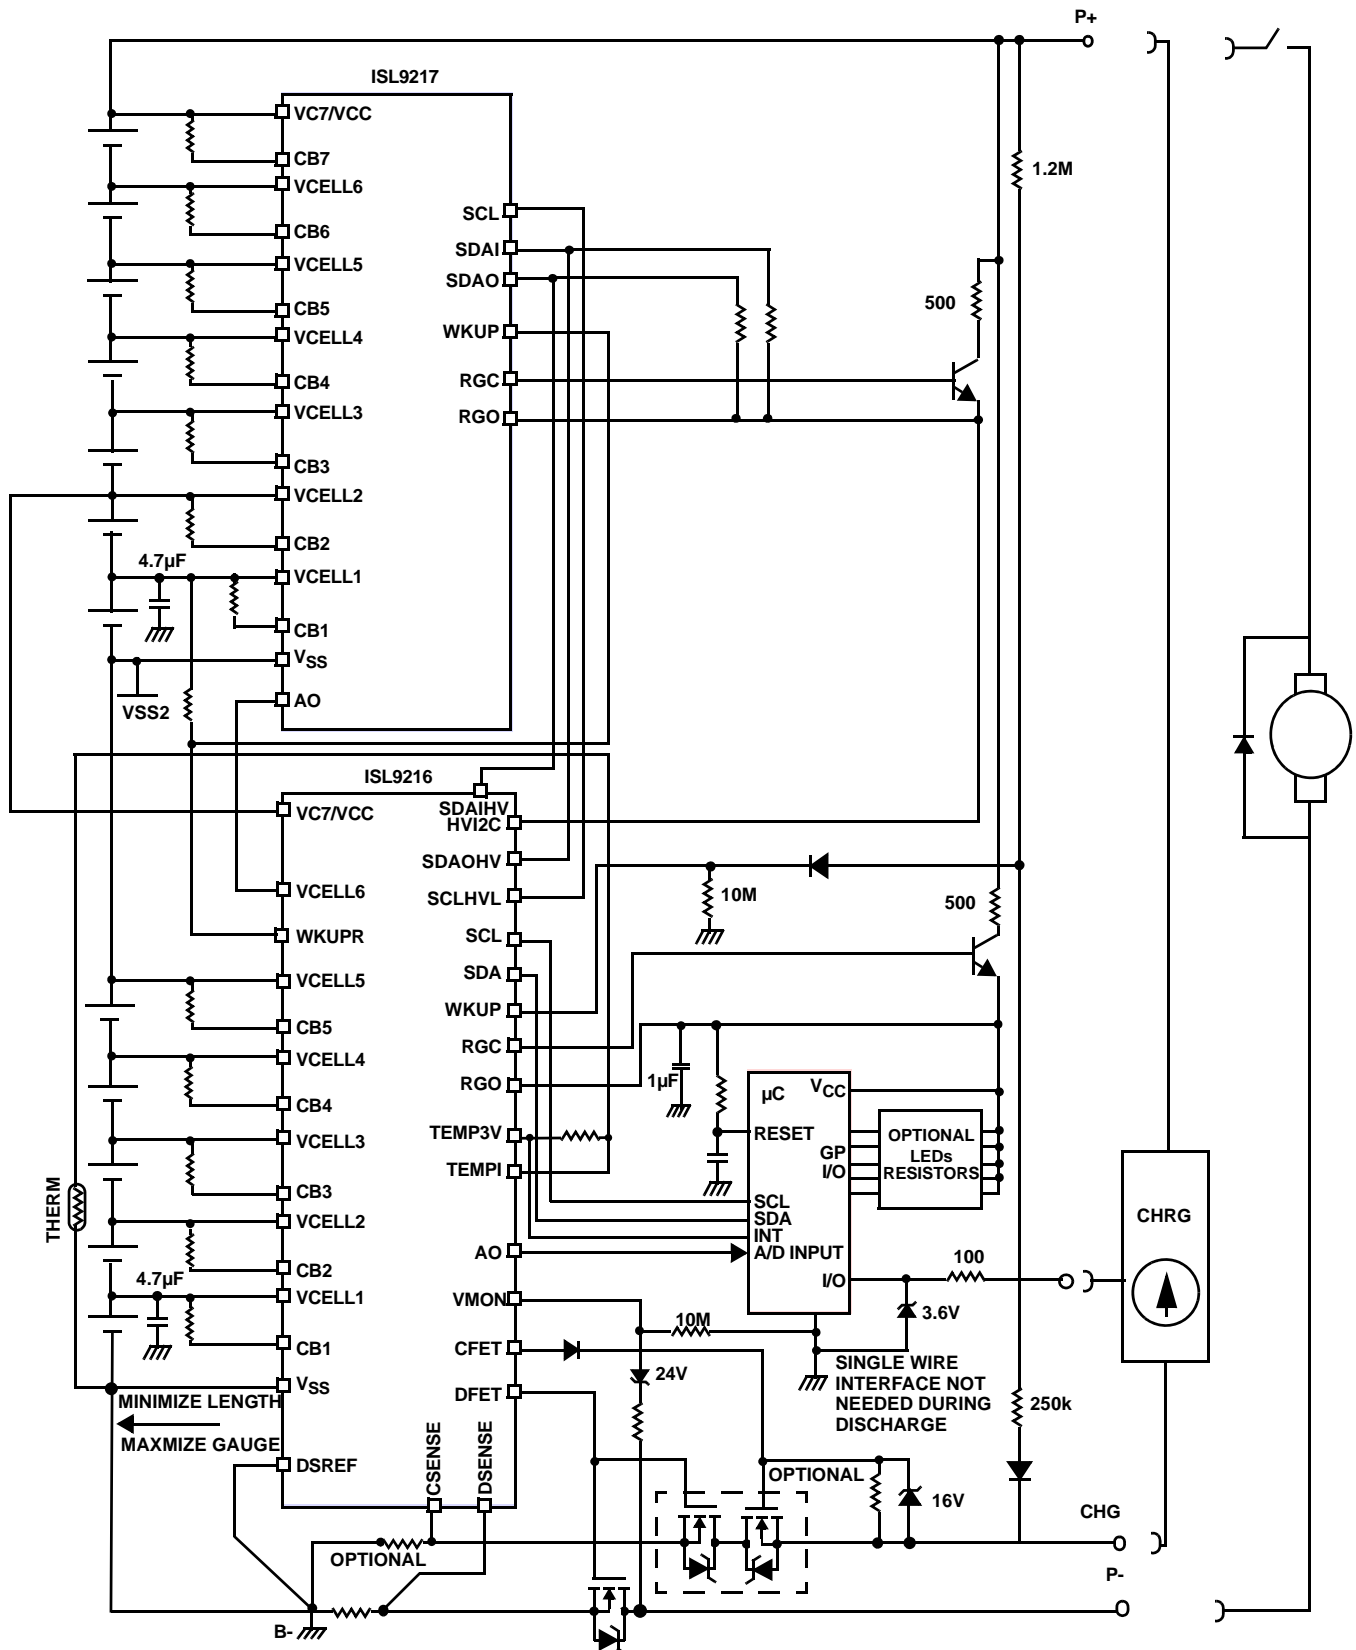 P+
ISL9217
VC7/VCC
CB7
VCELL6
CB6
VCELL5
CB5
VCELL4
CB4
VCELL3
CB3
VCELL2
CB2
4.7µF
VCELL1
CB1
VSS
VSS2
AO
SCL
SDAI
SDAO
WKUP
RGC
RGO
500
1.2M
ISL9216
VC7/VCC
VCELL6
WKUPR
VCELL5
CB5
VCELL4
CB4
VCELL3
CB3
VCELL2
CB2
4.7µF
VCELL1
CB1
VSS
THERM
MINIMIZE LENGTH
MAXMIZE GAUGE
DSREF
SDAIHV
HVI2C
SDAOHV
SCLHVL
SCL
SDA
WKUP
RGC
RGO
TEMP3V
TEMPI
AO
VMON
CFET
DFET
CSENSE
DSENSE
10M
500
1µF
µC
VCC
RESET
GP
I/O
SCL
SDA
INT
A/D INPUT
I/O
OPTIONAL
LEDs
RESISTORS
100
3.6V
10M
24V
SINGLE WIRE
INTERFACE NOT
NEEDED DURING
DISCHARGE
250k
CHRG
OPTIONAL
16V
CHG
OPTIONAL
P-
B-